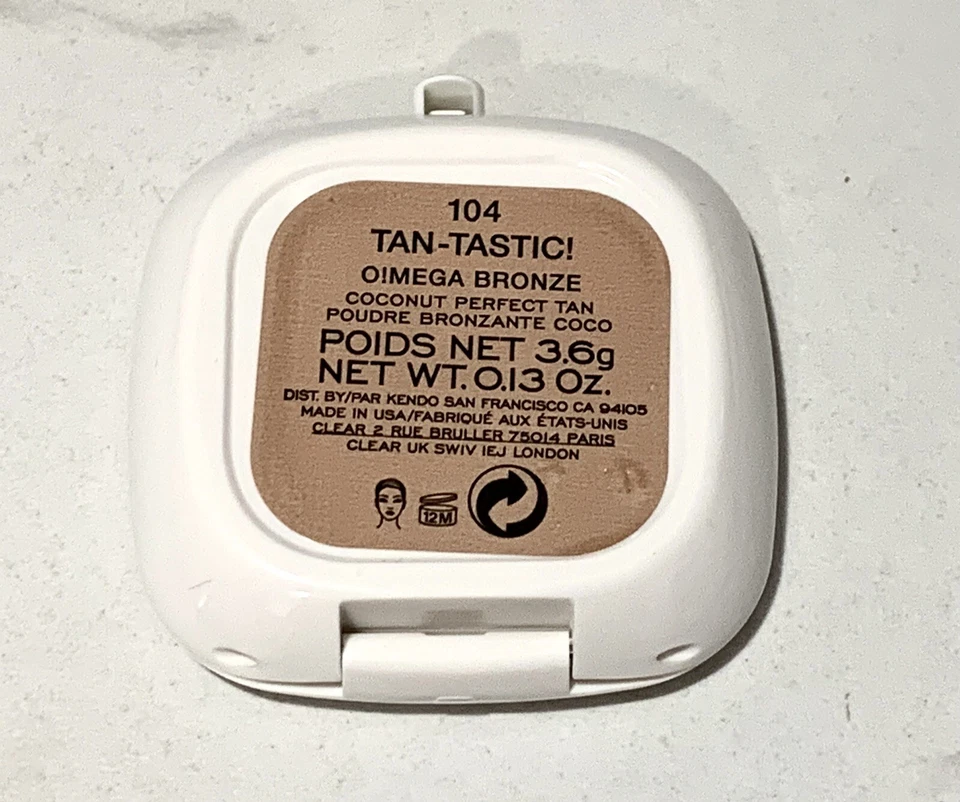 104
TAN-TASTIC!
O!MEGA BRONZE
COCONUT PERFECT TAN
POUDRE BRONZANTE COCO
POIDS NET 3.6g
NET WT. 0.13 Oz.
DIST. BY/PAR KENDO SAN FRANCISCO CA 94105
MADE IN USA/FABRIQUÉ AUX ÉTATS-UNIS
CLEAR 2 RUE BRULLER 75014 PARIS
CLEAR UK SW1V 1EJ LONDON
12M